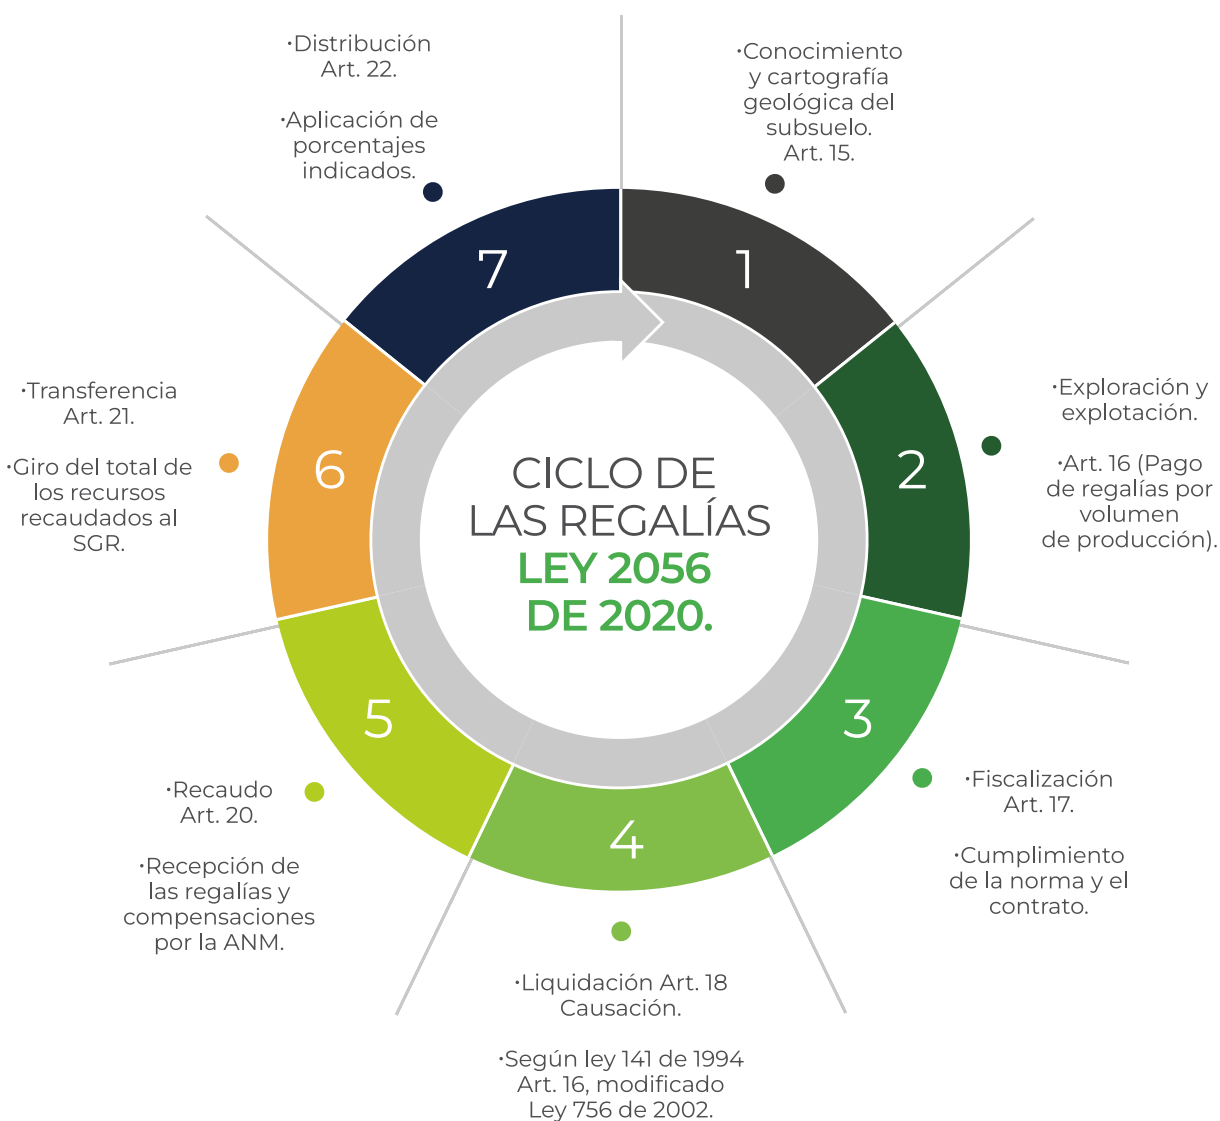 CICLO DE
LAS REGALÍAS
LEY 2056
DE 2020.
1
·Conocimiento
y cartografía
geológica del
subsuelo.
Art. 15.
2
·Exploración y
explotación.
·Art. 16 (Pago
de regalías por
volumen
de producción).
3
·Fiscalización
Art. 17.
·Cumplimiento
de la norma y el
contrato.
4
·Liquidación Art. 18
Causación.
·Según ley 141 de 1994
Art. 16, modificado
Ley 756 de 2002.
5
·Recaudo
Art. 20.
·Recepción de
las regalías y
compensaciones
por la ANM.
6
·Transferencia
Art. 21.
·Giro del total de
los recursos
recaudados al
SGR.
7
·Distribución
Art. 22.
·Aplicación de
porcentajes
indicados.